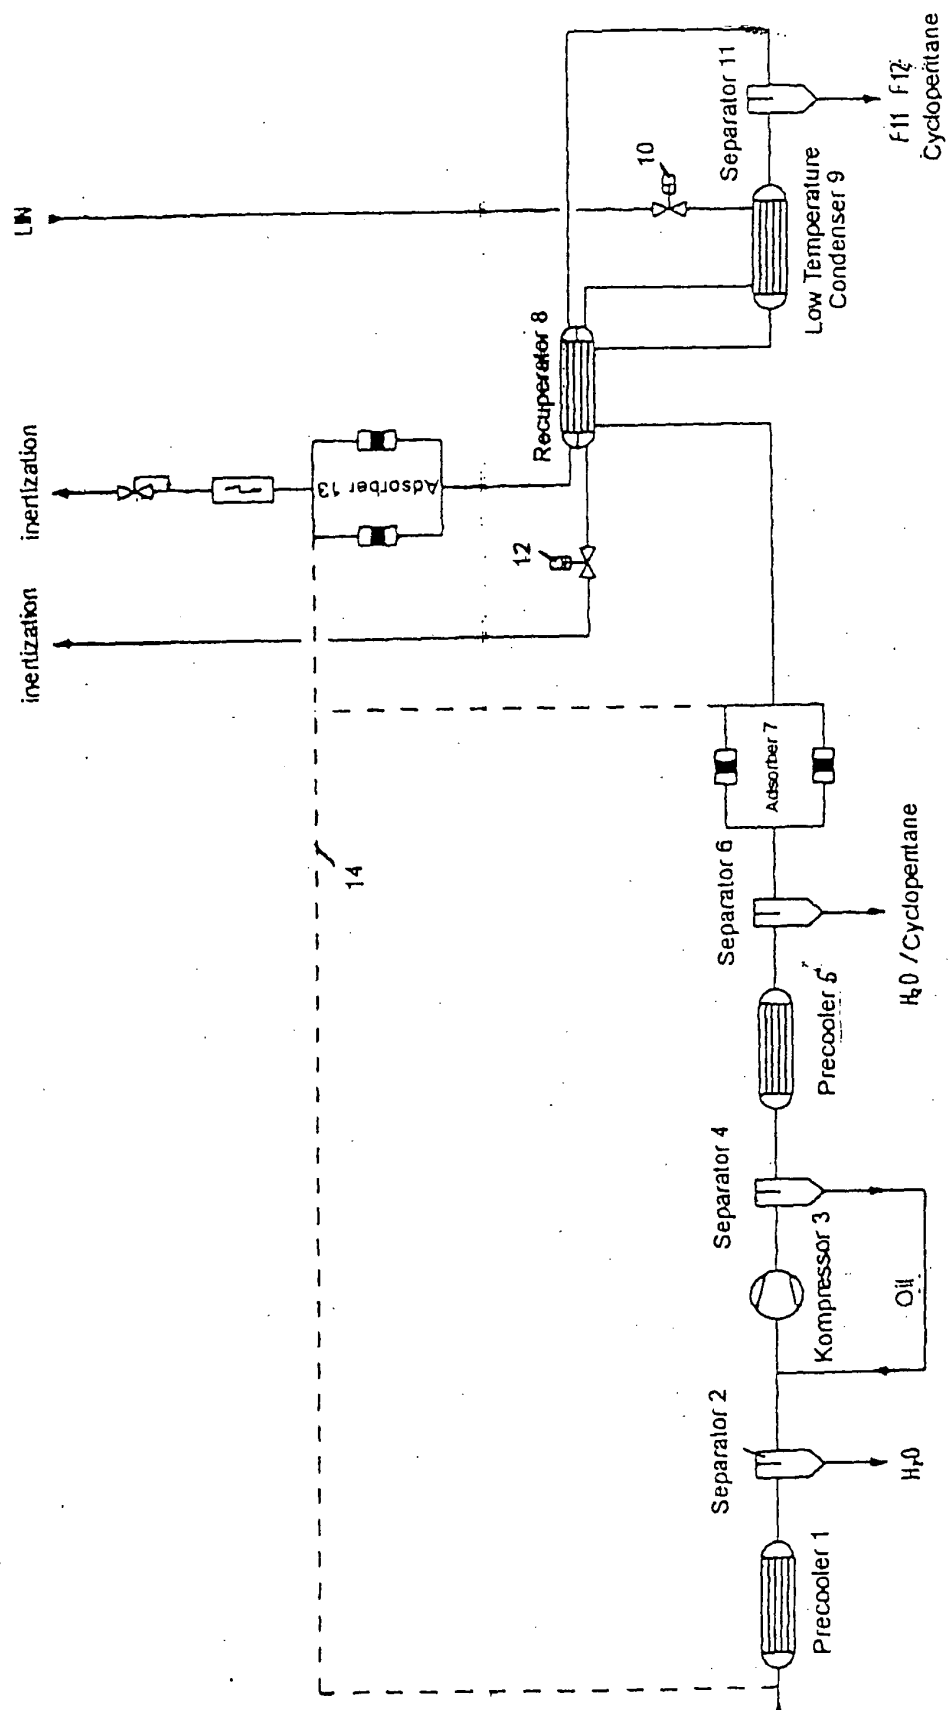 LIN
inertization
inertization
10
Separator 11
F11 F12
Cyclopentane
Low Temperature
Condenser 9
Recuperator 8
Adsorber 13
12
14
Adsorber 7
Separator 6
H₂O / Cyclopentane
Precooler 5
Separator 4
Kompressor 3
Oil
Separator 2
H₂O
Precooler 1